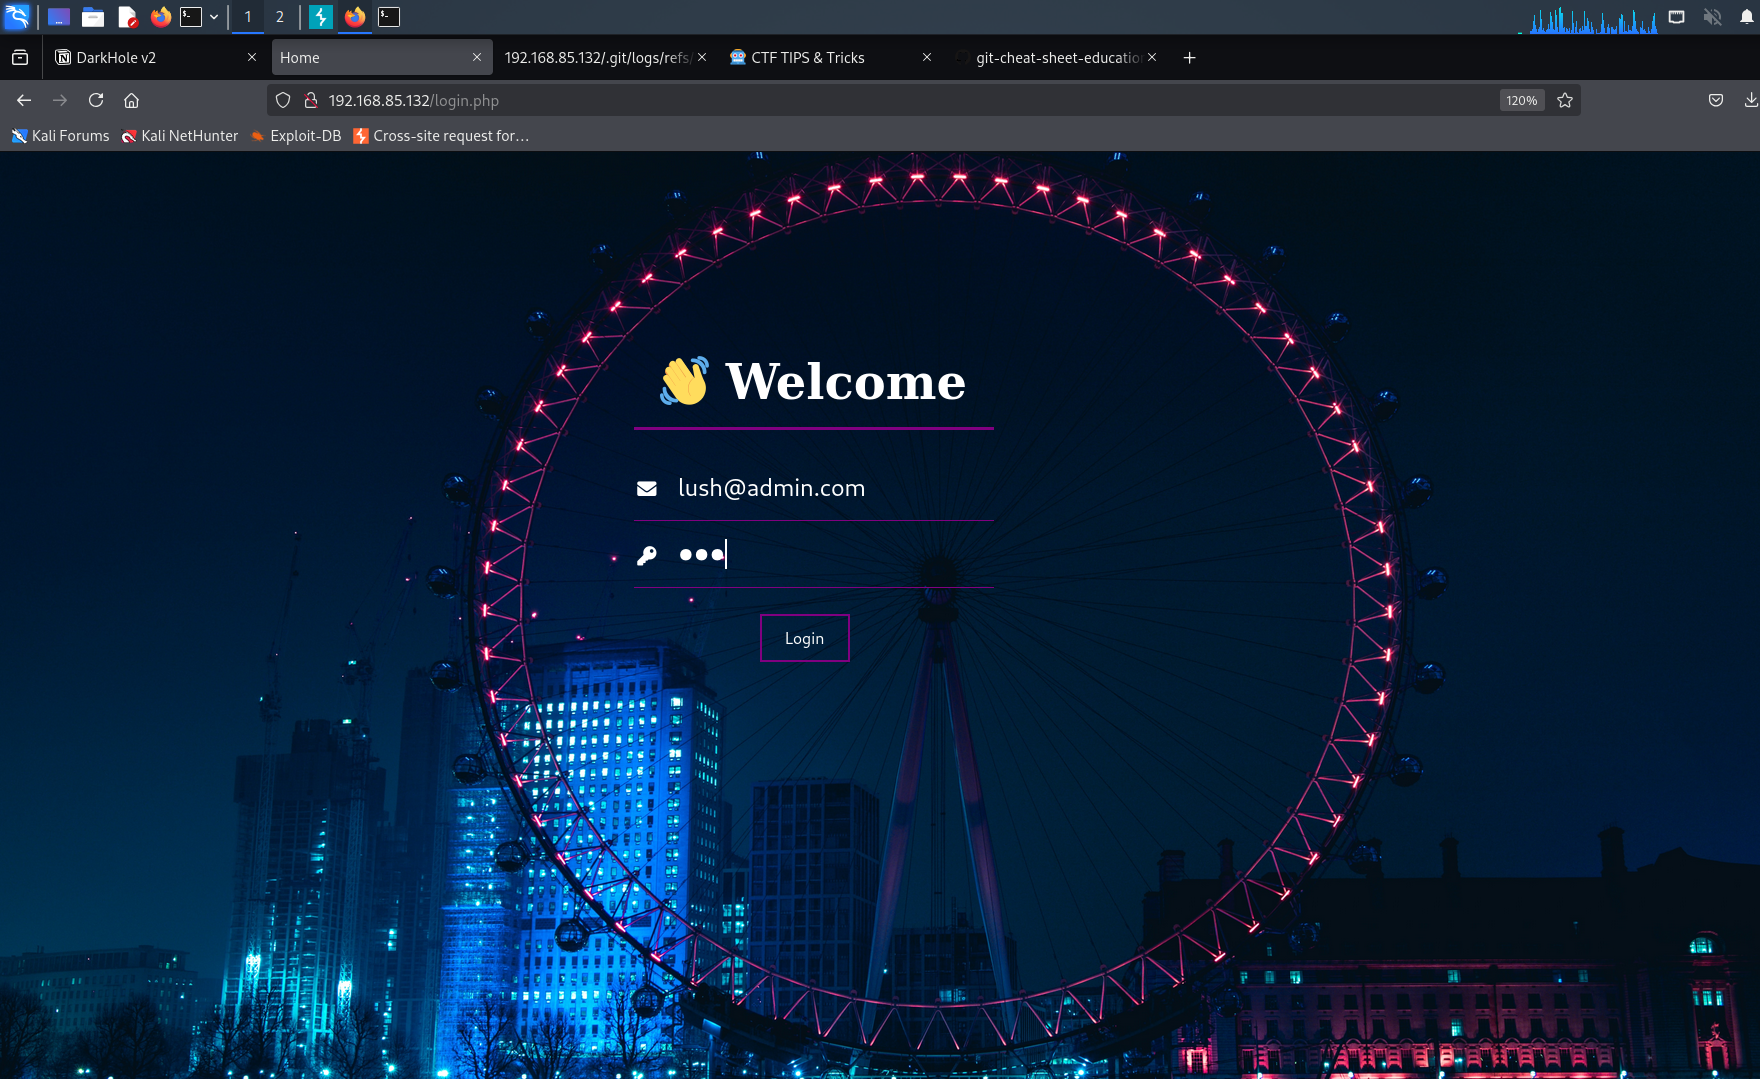 1 2
DarkHole v2
Home
192.168.85.132/.git/logs/refs/
CTF TIPS & Tricks
git-cheat-sheet-education
192.168.85.132/login.php
120%
Kali Forums
Kali NetHunter
Exploit-DB
Cross-site request for…
👋 Welcome
lush@admin.com
Login